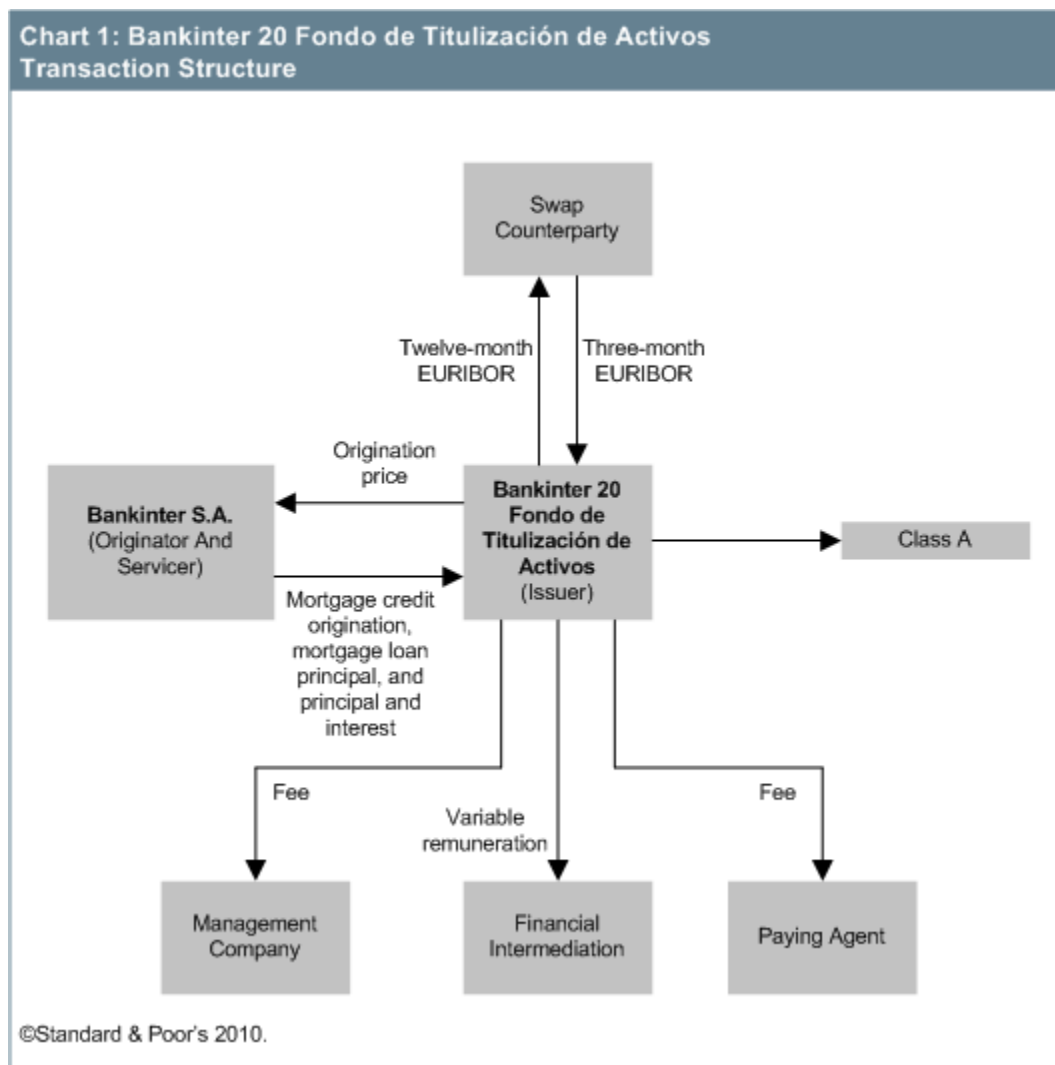 Chart 1: Bankinter 20 Fondo de Titulización de Activos
Transaction Structure
Swap
Counterparty
Twelve-month
EURIBOR
Three-month
EURIBOR
Origination
price
Bankinter S.A.
(Originator And
Servicer)
Bankinter 20
Fondo de
Titulización de
Activos
(Issuer)
Class A
Mortgage credit
origination,
mortgage loan
principal, and
principal and
interest
Fee
Variable
remuneration
Fee
Management
Company
Financial
Intermediation
Paying Agent
©Standard & Poor's 2010.